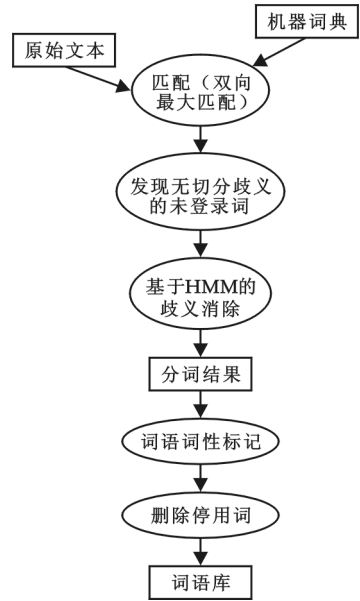 机器词典
原始文本
匹配（双向
最大匹配）
发现无切分歧义
的未登录词
基于HMM的
歧义消除
分词结果
词语词性标记
删除停用词
词语库